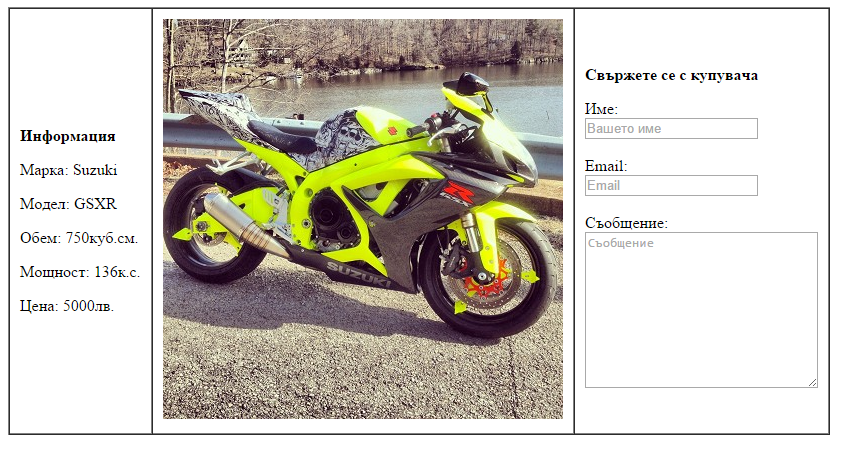 Информация
Марка: Suzuki
Модел: GSXR
Обем: 750куб.см.
Мощност: 136к.с.
Цена: 5000лв.
R
SUZUKI
Свържете се с купувача
Име:
Вашето име
Email:
Email
Съобщение:
Съобщение